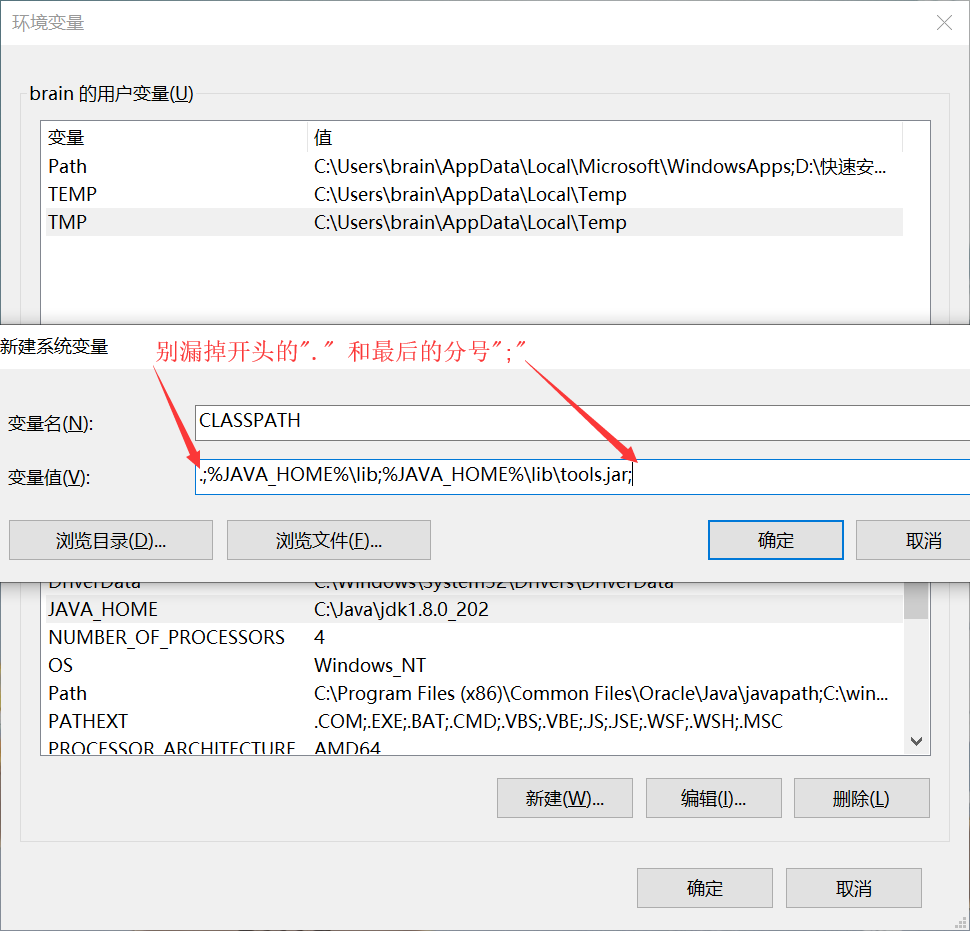 环境变量
brain 的用户变量(U)
变量 值
Path C:\Users\brain\AppData\Local\Microsoft\WindowsApps;D:\快速安...
TEMP C:\Users\brain\AppData\Local\Temp
TMP C:\Users\brain\AppData\Local\Temp
新建系统变量
别漏掉开头的"." 和最后的分号";"
变量名(N): CLASSPATH
变量值(V): .;%JAVA_HOME%\lib;%JAVA_HOME%\lib\tools.jar;
浏览目录(D)... 浏览文件(F)... 确定 取消
DriverData C:\Windows\System32\Drivers\DriverData
JAVA_HOME C:\Java\jdk1.8.0_202
NUMBER_OF_PROCESSORS 4
OS Windows_NT
Path C:\Program Files (x86)\Common Files\Oracle\Java\javapath;C:\win...
PATHEXT .COM;.EXE;.BAT;.CMD;.VBS;.VBE;.JS;.JSE;.WSF;.WSH;.MSC
PROCESSOR_ARCHITECTURE AMD64
新建(W)... 编辑(I)... 删除(L)
确定 取消